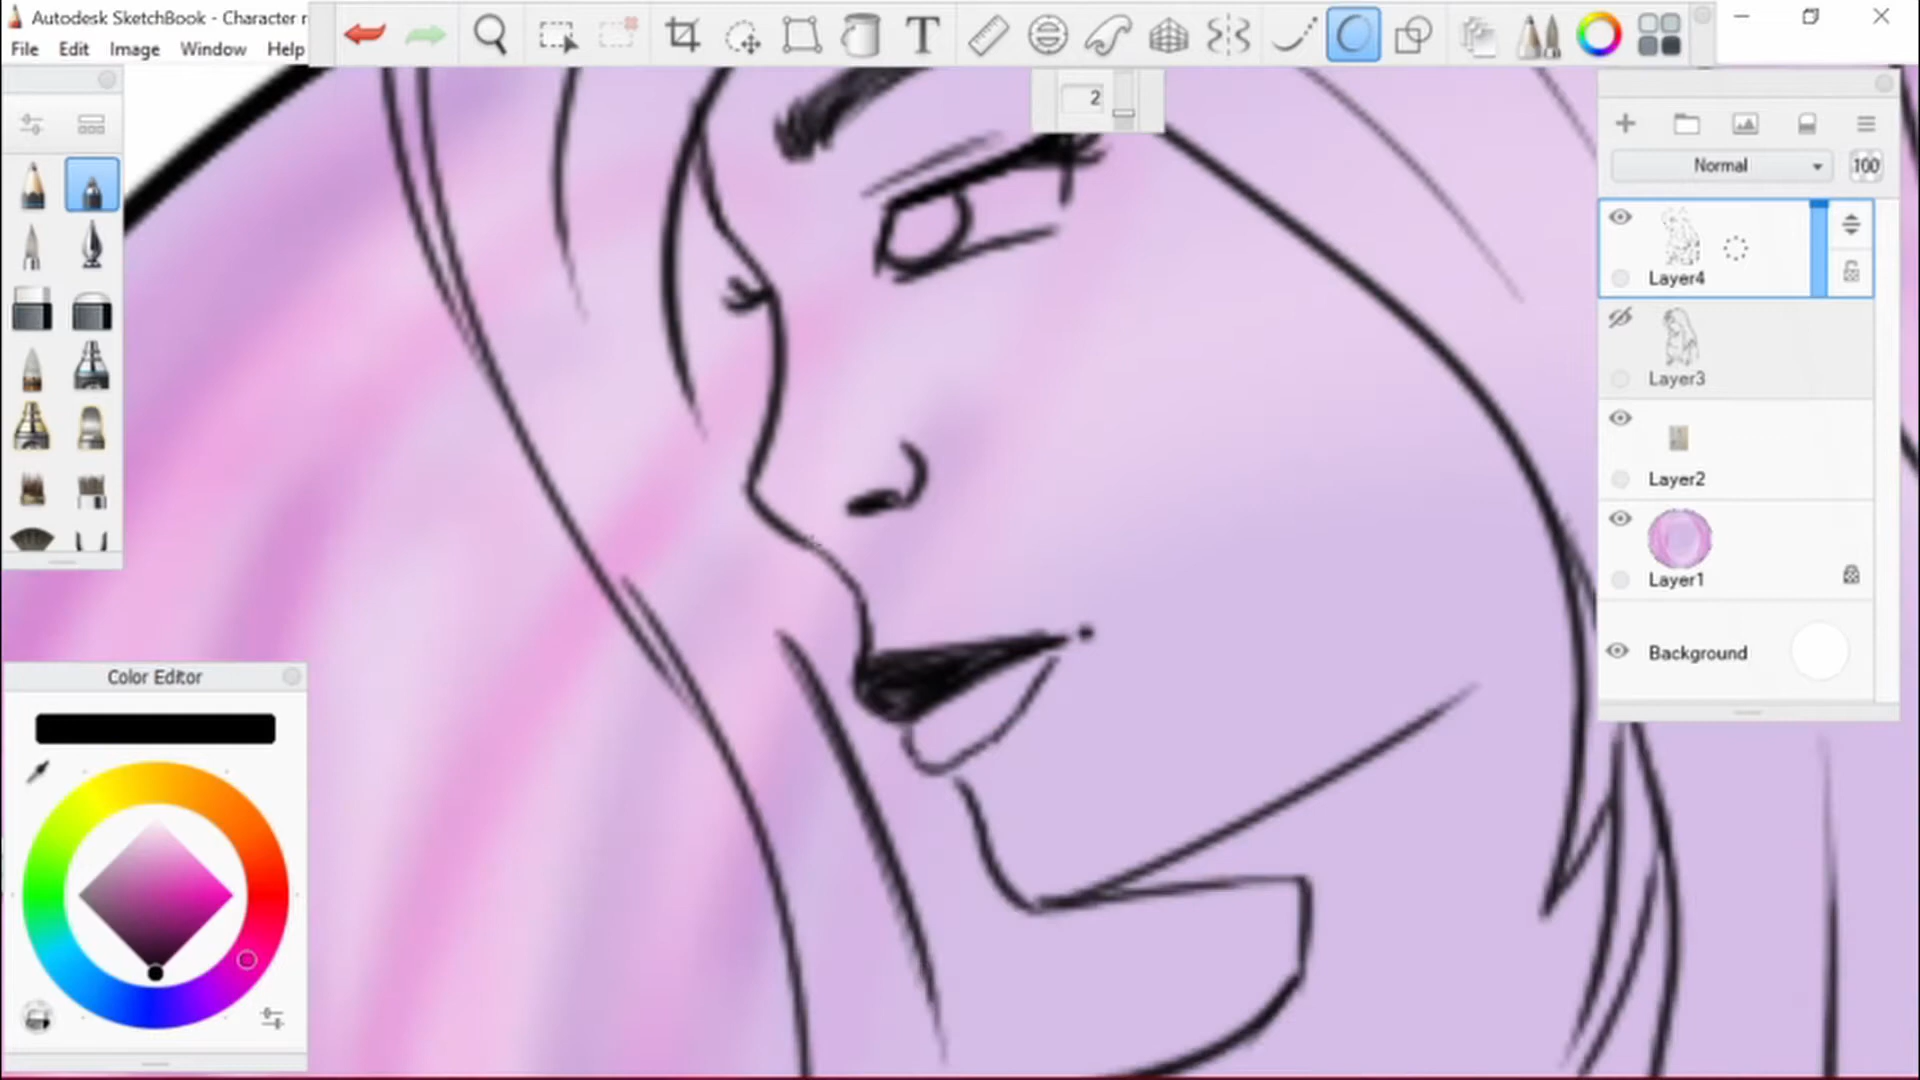 Autodesk SketchBook - Character r
File Edit Image Window Help
T
2
Normal 100
Layer4
Layer3
Layer2
Layer1
Background
Color Editor